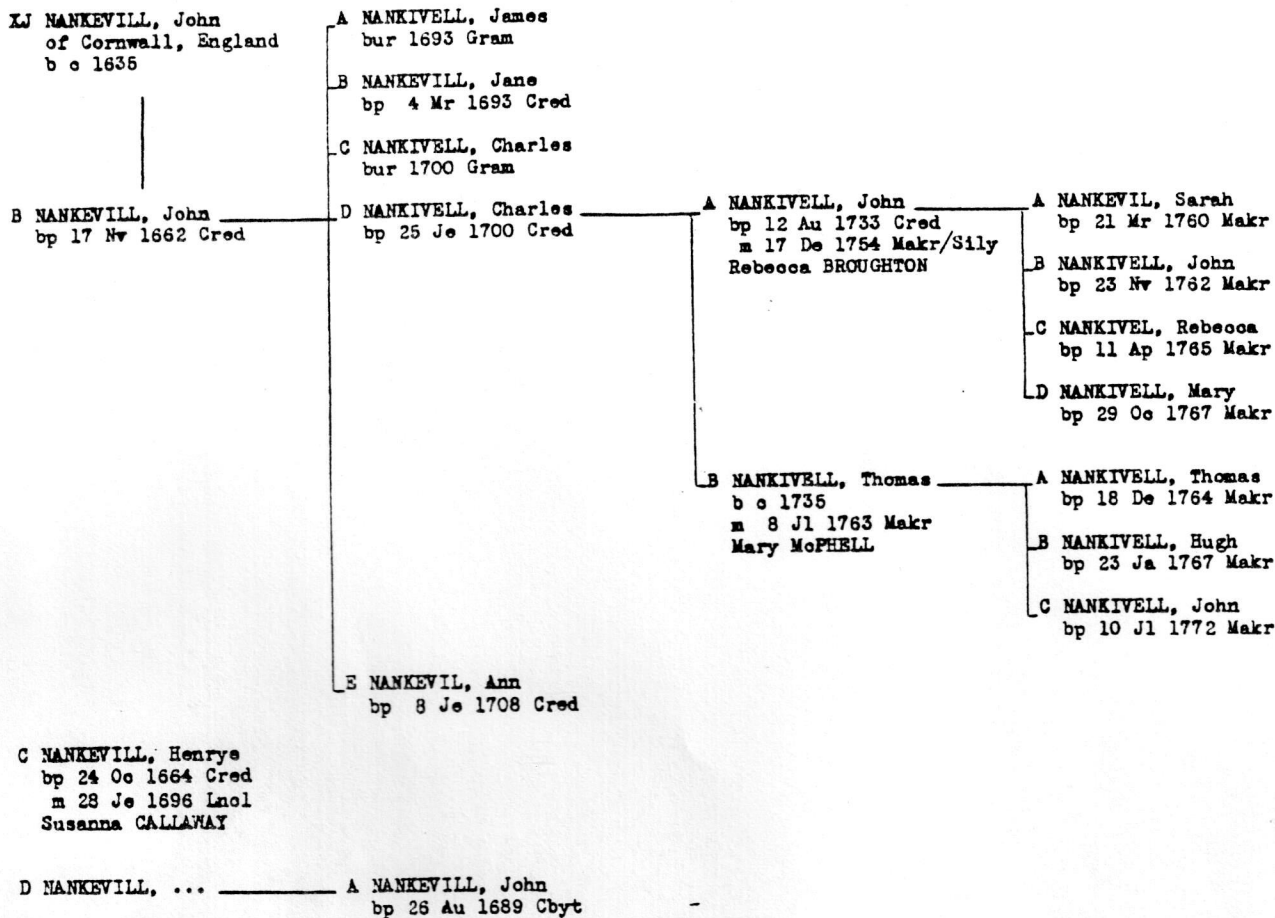 XJ NANKEVILL, John
of Cornwall, England
b c 1635
B NANKEVILL, John
bp 17 Nv 1662 Cred
A NANKIVELL, James
bur 1693 Gram
B NANKEVILL, Jane
bp 4 Mr 1693 Cred
C NANKIVELL, Charles
bur 1700 Gram
D NANKIVELL, Charles
bp 25 Je 1700 Cred
A NANKIVELL, John
bp 12 Au 1733 Cred
m 17 De 1754 Makr/Sily
Rebecca BROUGHTON
A NANKEVIL, Sarah
bp 21 Mr 1760 Makr
B NANKIVELL, John
bp 23 Nv 1762 Makr
C NANKIVEL, Rebecca
bp 11 Ap 1765 Makr
D NANKIVELL, Mary
bp 29 Oc 1767 Makr
B NANKIVELL, Thomas
b c 1735
m 8 Jl 1763 Makr
Mary McPHELL
A NANKIVELL, Thomas
bp 18 De 1764 Makr
B NANKIVELL, Hugh
bp 23 Ja 1767 Makr
C NANKIVELL, John
bp 10 Jl 1772 Makr
E NANKEVIL, Ann
bp 8 Je 1708 Cred
C NANKEVILL, Henrye
bp 24 Oc 1664 Cred
m 28 Je 1696 Lncl
Susanna CALLAWAY
D NANKEVILL, ...
A NANKEVILL, John
bp 26 Au 1689 Cbyt